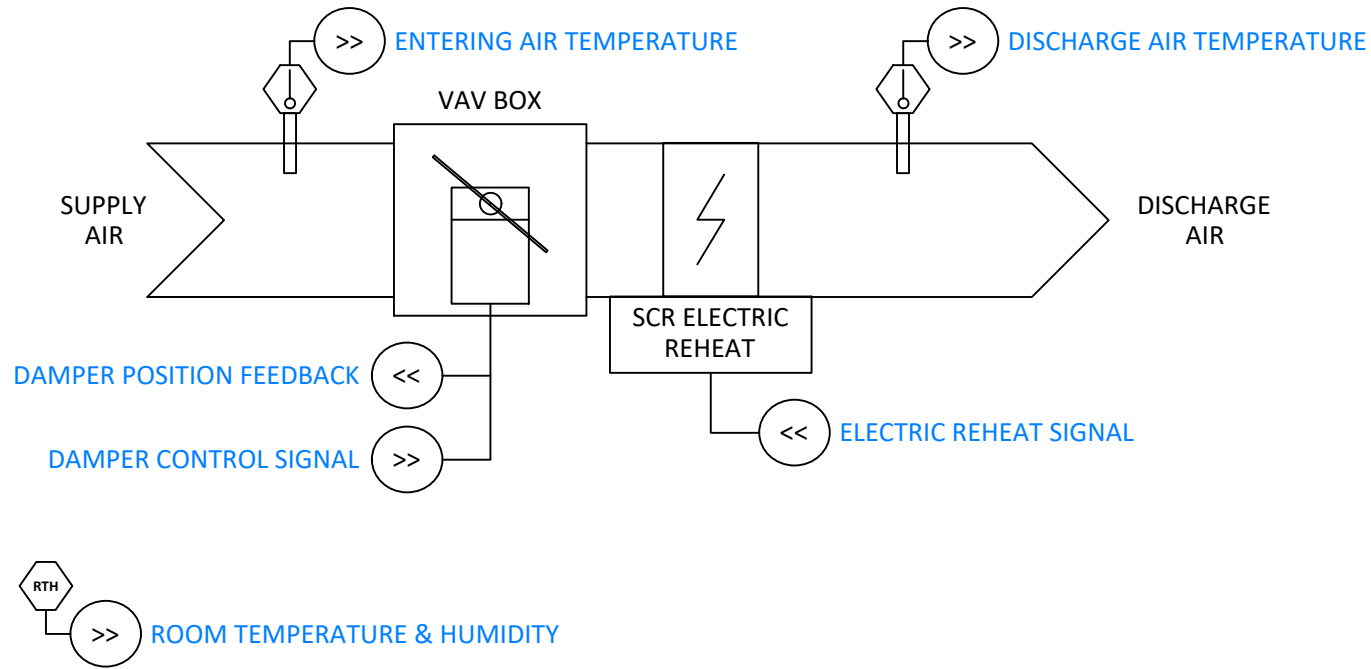 >> ENTERING AIR TEMPERATURE
>> DISCHARGE AIR TEMPERATURE
VAV BOX
SUPPLY
AIR
DISCHARGE
AIR
SCR ELECTRIC
REHEAT
DAMPER POSITION FEEDBACK <<
<< ELECTRIC REHEAT SIGNAL
DAMPER CONTROL SIGNAL >>
RTH
>> ROOM TEMPERATURE & HUMIDITY